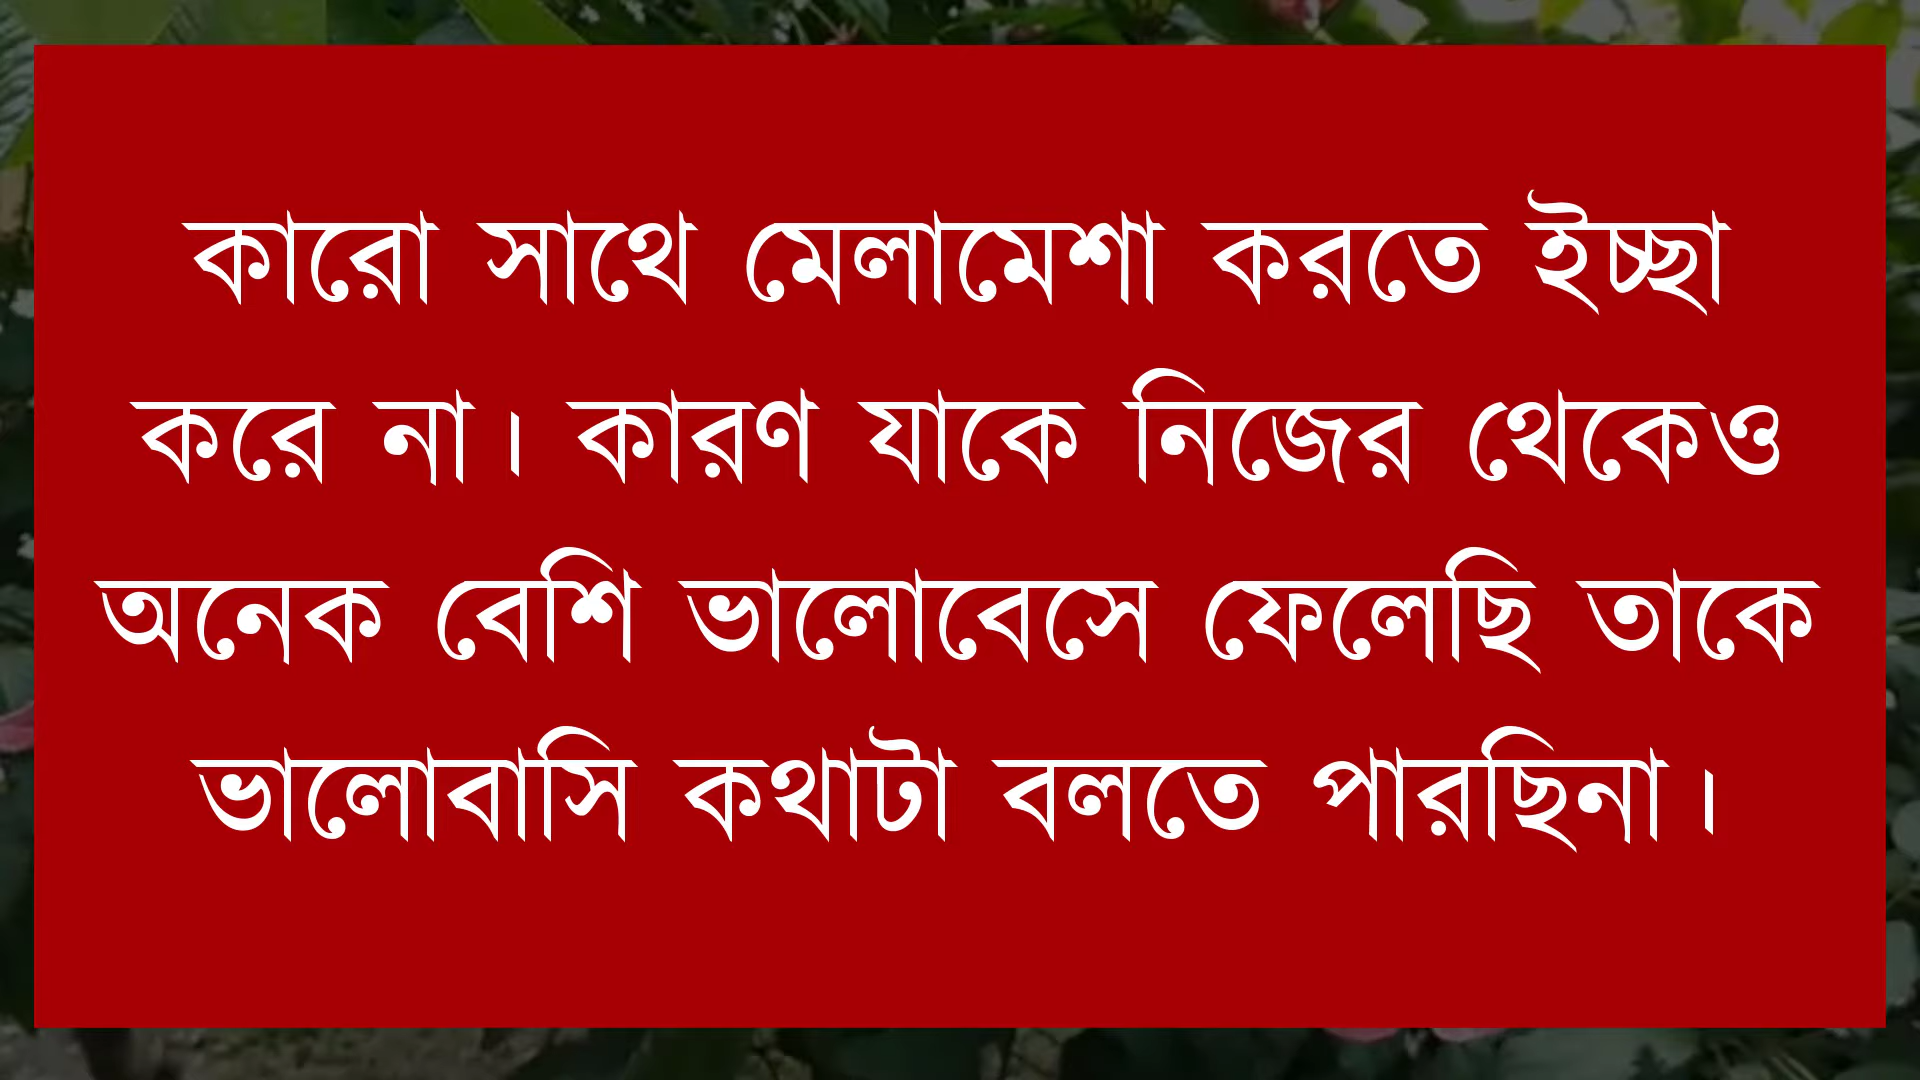 কারো সাথে মেলামেশা করতে ইচ্ছা
করে না। কারণ যাকে নিজের থেকেও
অনেক বেশি ভালোবেসে ফেলেছি তাকে
ভালোবাসি কথাটা বলতে পারছিনা।